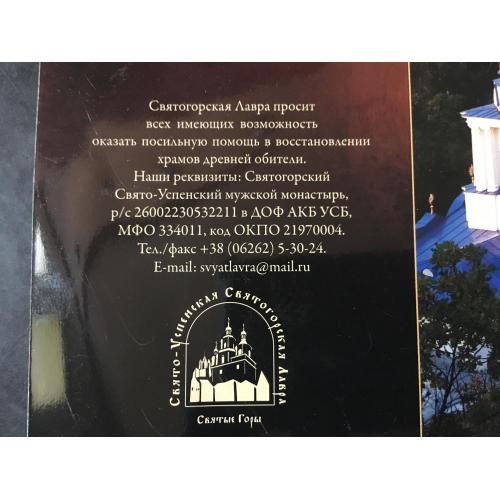 Святогорская Лавра просит
всех имеющих возможность
оказать посильную помощь в восстановлении
храмов древней обители.
Наши реквизиты: Святогорский
Свято-Успенский мужской монастырь,
р/с 26002230532211 в ДОФ АКБ УСБ,
МФО 334011, код ОКПО 21970004.
Тел./факс +38 (06262) 5-30-24.
E-mail: svyatlavra@mail.ru
Свято-Успенская Святогорская Лавра
Святые Горы